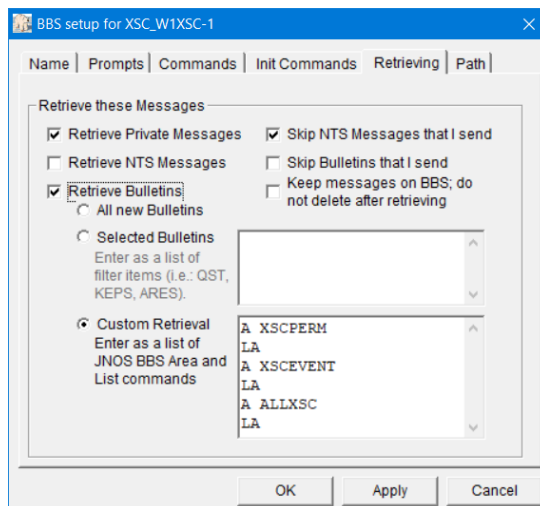 BBS setup for XSC_W1XSC-1
Name Prompts Commands Init Commands Retrieving Path
Retrieve these Messages
Retrieve Private Messages
Skip NTS Messages that I send
Retrieve NTS Messages
Skip Bulletins that I send
Retrieve Bulletins
Keep messages on BBS; do
not delete after retrieving
All new Bulletins
Selected Bulletins
Enter as a list of
filter items (i.e.: QST,
KEPS, ARES).
Custom Retrieval
Enter as a list of
JNOS BBS Area and
List commands
A XSCPERM
LA
A XSCEVENT
LA
A ALLXSC
LA
OK Apply Cancel